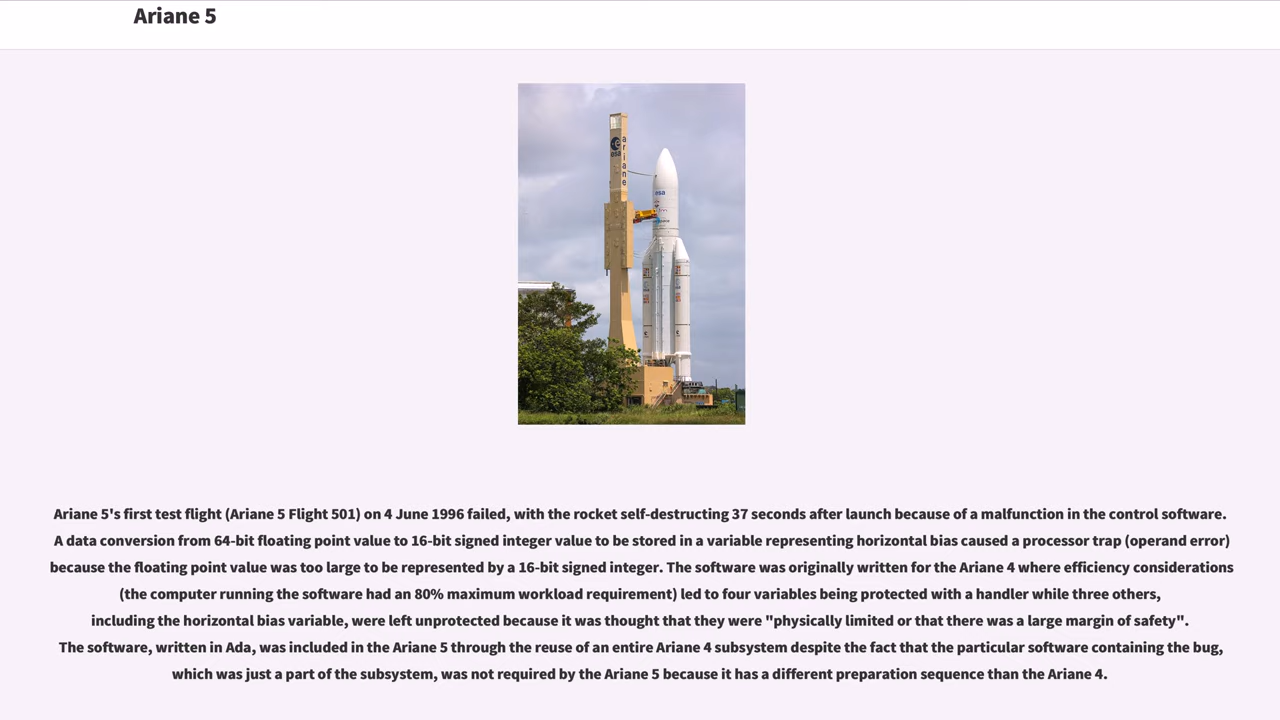 Ariane 5
ariane
esa
esa
Ariane 5's first test flight (Ariane 5 Flight 501) on 4 June 1996 failed, with the rocket self-destructing 37 seconds after launch because of a malfunction in the control software.
A data conversion from 64-bit floating point value to 16-bit signed integer value to be stored in a variable representing horizontal bias caused a processor trap (operand error)
because the floating point value was too large to be represented by a 16-bit signed integer. The software was originally written for the Ariane 4 where efficiency considerations
(the computer running the software had an 80% maximum workload requirement) led to four variables being protected with a handler while three others,
including the horizontal bias variable, were left unprotected because it was thought that they were "physically limited or that there was a large margin of safety".
The software, written in Ada, was included in the Ariane 5 through the reuse of an entire Ariane 4 subsystem despite the fact that the particular software containing the bug,
which was just a part of the subsystem, was not required by the Ariane 5 because it has a different preparation sequence than the Ariane 4.